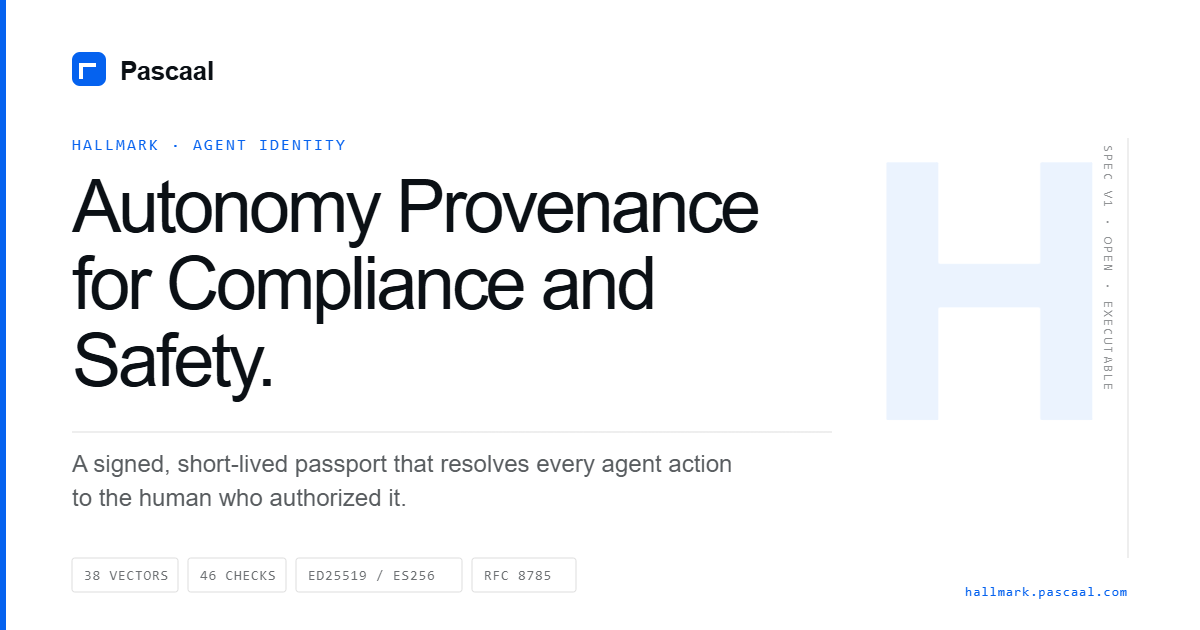 Pascaal
HALLMARK · AGENT IDENTITY
Autonomy Provenance
for Compliance and
Safety.
A signed, short-lived passport that resolves every agent action
to the human who authorized it.
38 VECTORS
46 CHECKS
ED25519 / ES256
RFC 8785
H
SPEC V1 · OPEN · EXECUTABLE
hallmark.pascaal.com